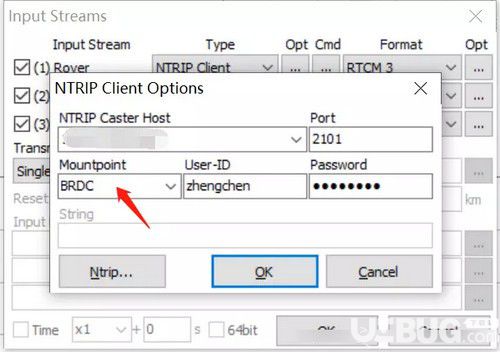 Input Streams
Input Stream Type Opt Cmd Format Opt
(1) Rover NTRIP Client ... ... RTCM 3 ...
(2)
(3)
NTRIP Client Options
NTRIP Caster Host Port
2101
Mountpoint User-ID Password
BRDC zhengchen
String
Ntrip... OK Cancel
Single
Reset
km
Input
Time x1 + 0 s 64bit
UEBUG
.com